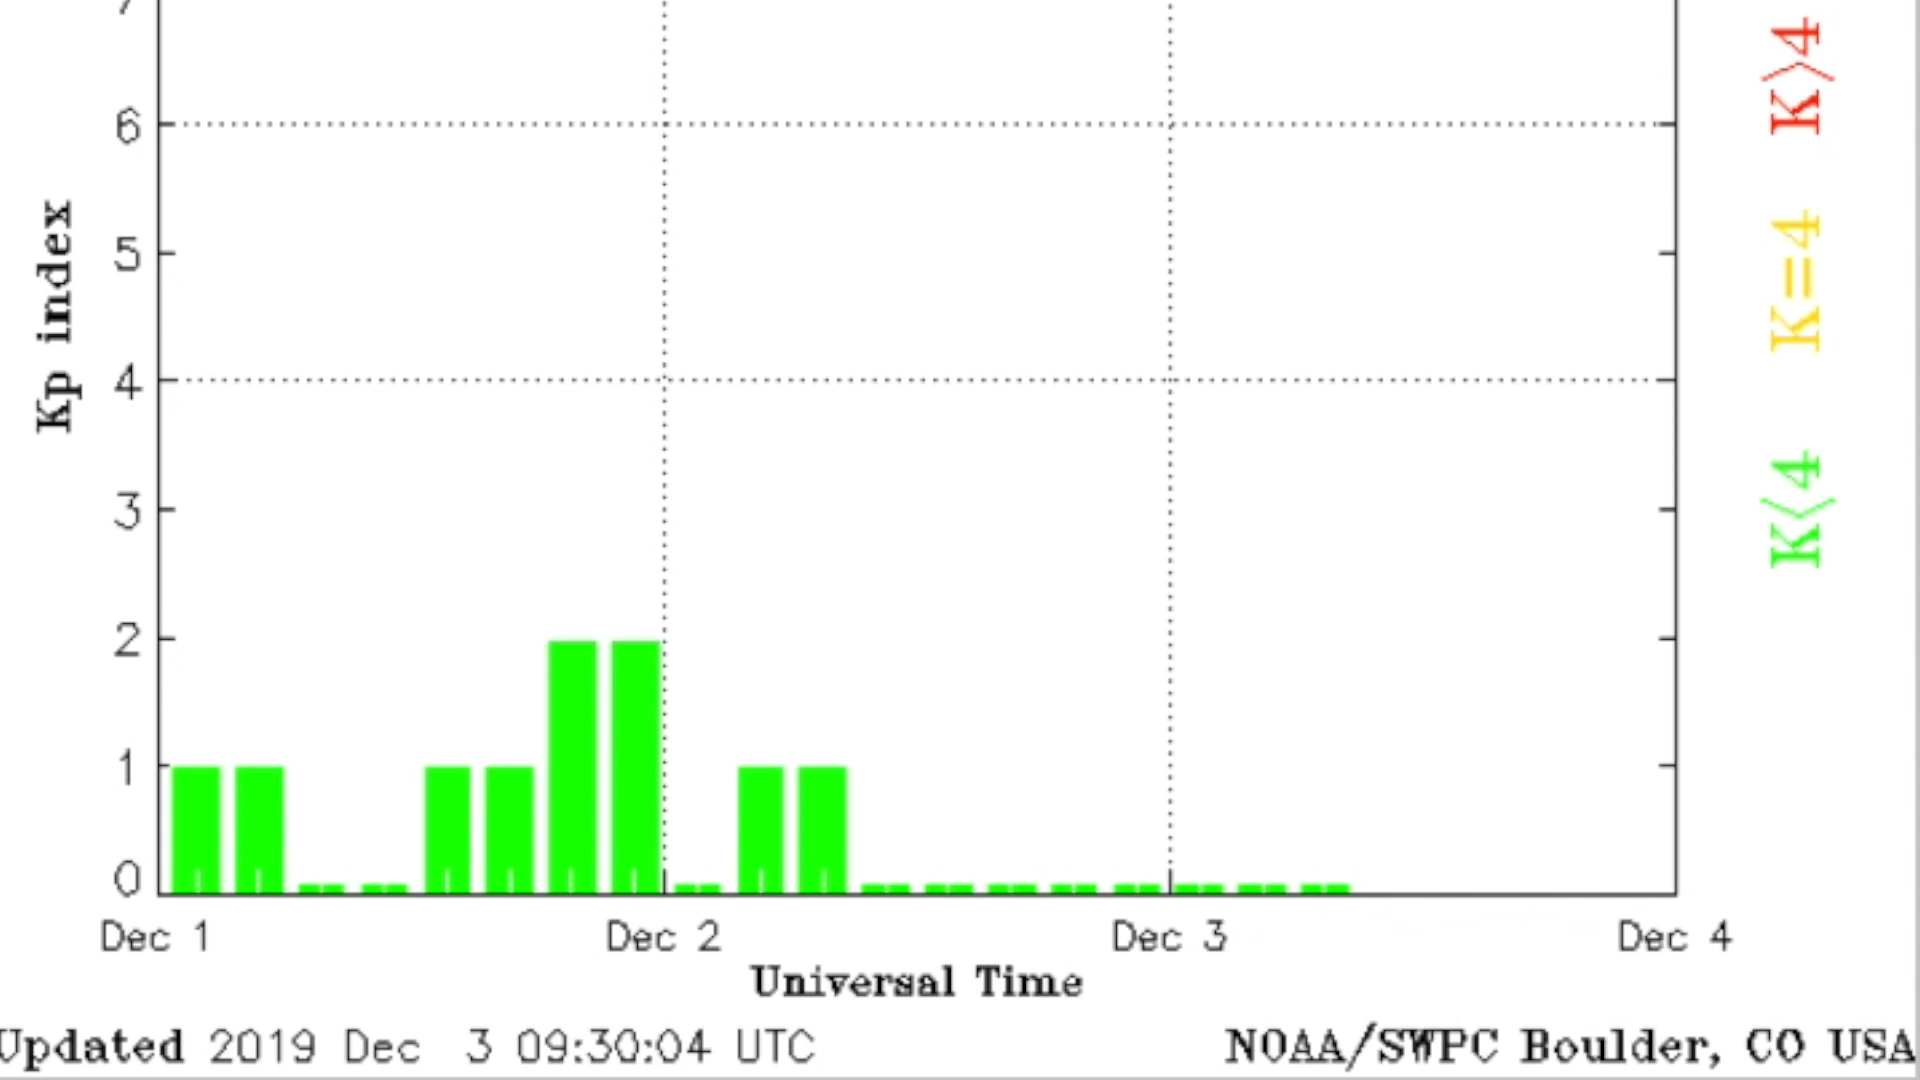 7
6
5
4
3
2
1
0
Kp index
K>4
K=4
K<4
Dec 1 Dec 2 Dec 3 Dec 4
Universal Time
Updated 2019 Dec 3 09:30:04 UTC
NOAA/SWPC Boulder, CO USA